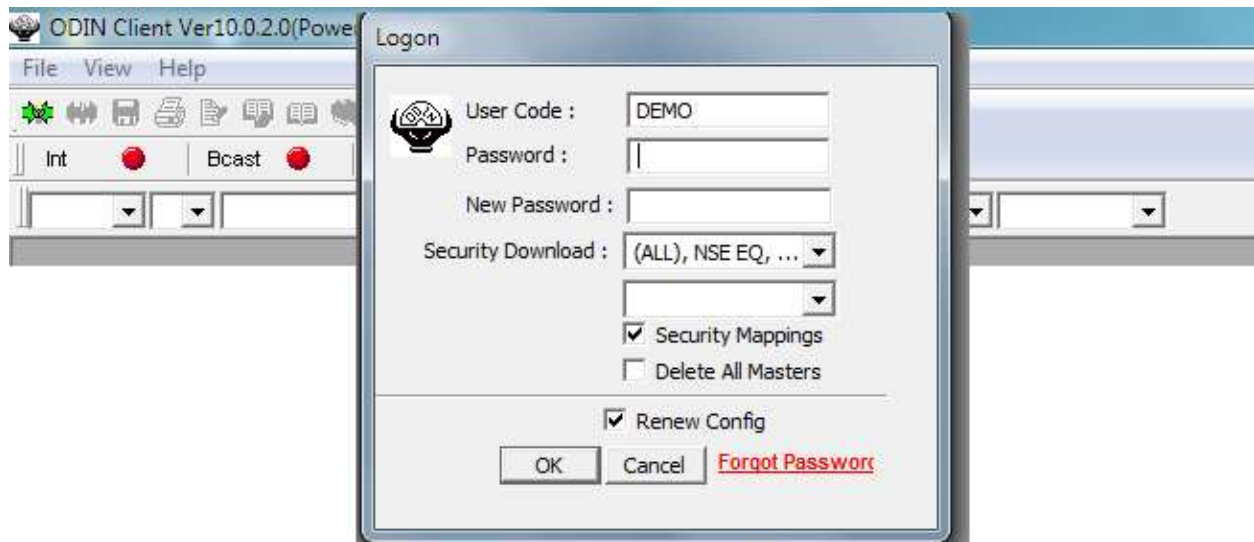 ODIN Client Ver10.0.2.0(Powe
File View Help
Int Bcast
Logon
User Code : DEMO
Password :
New Password :
Security Download : (ALL), NSE EQ, ...
Security Mappings
Delete All Masters
Renew Config
OK Cancel Forgot Password